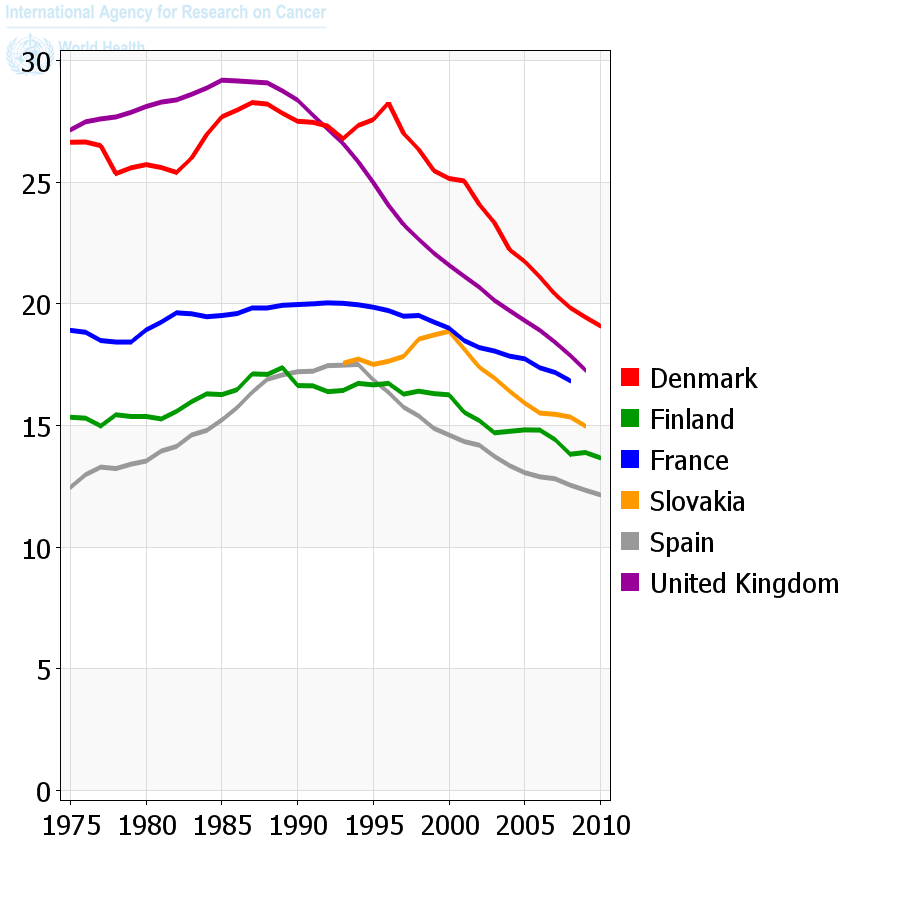 International Agency for Research on Cancer
World Health
30
25
20
15
10
5
0
1975 1980 1985 1990 1995 2000 2005 2010
Denmark
Finland
France
Slovakia
Spain
United Kingdom